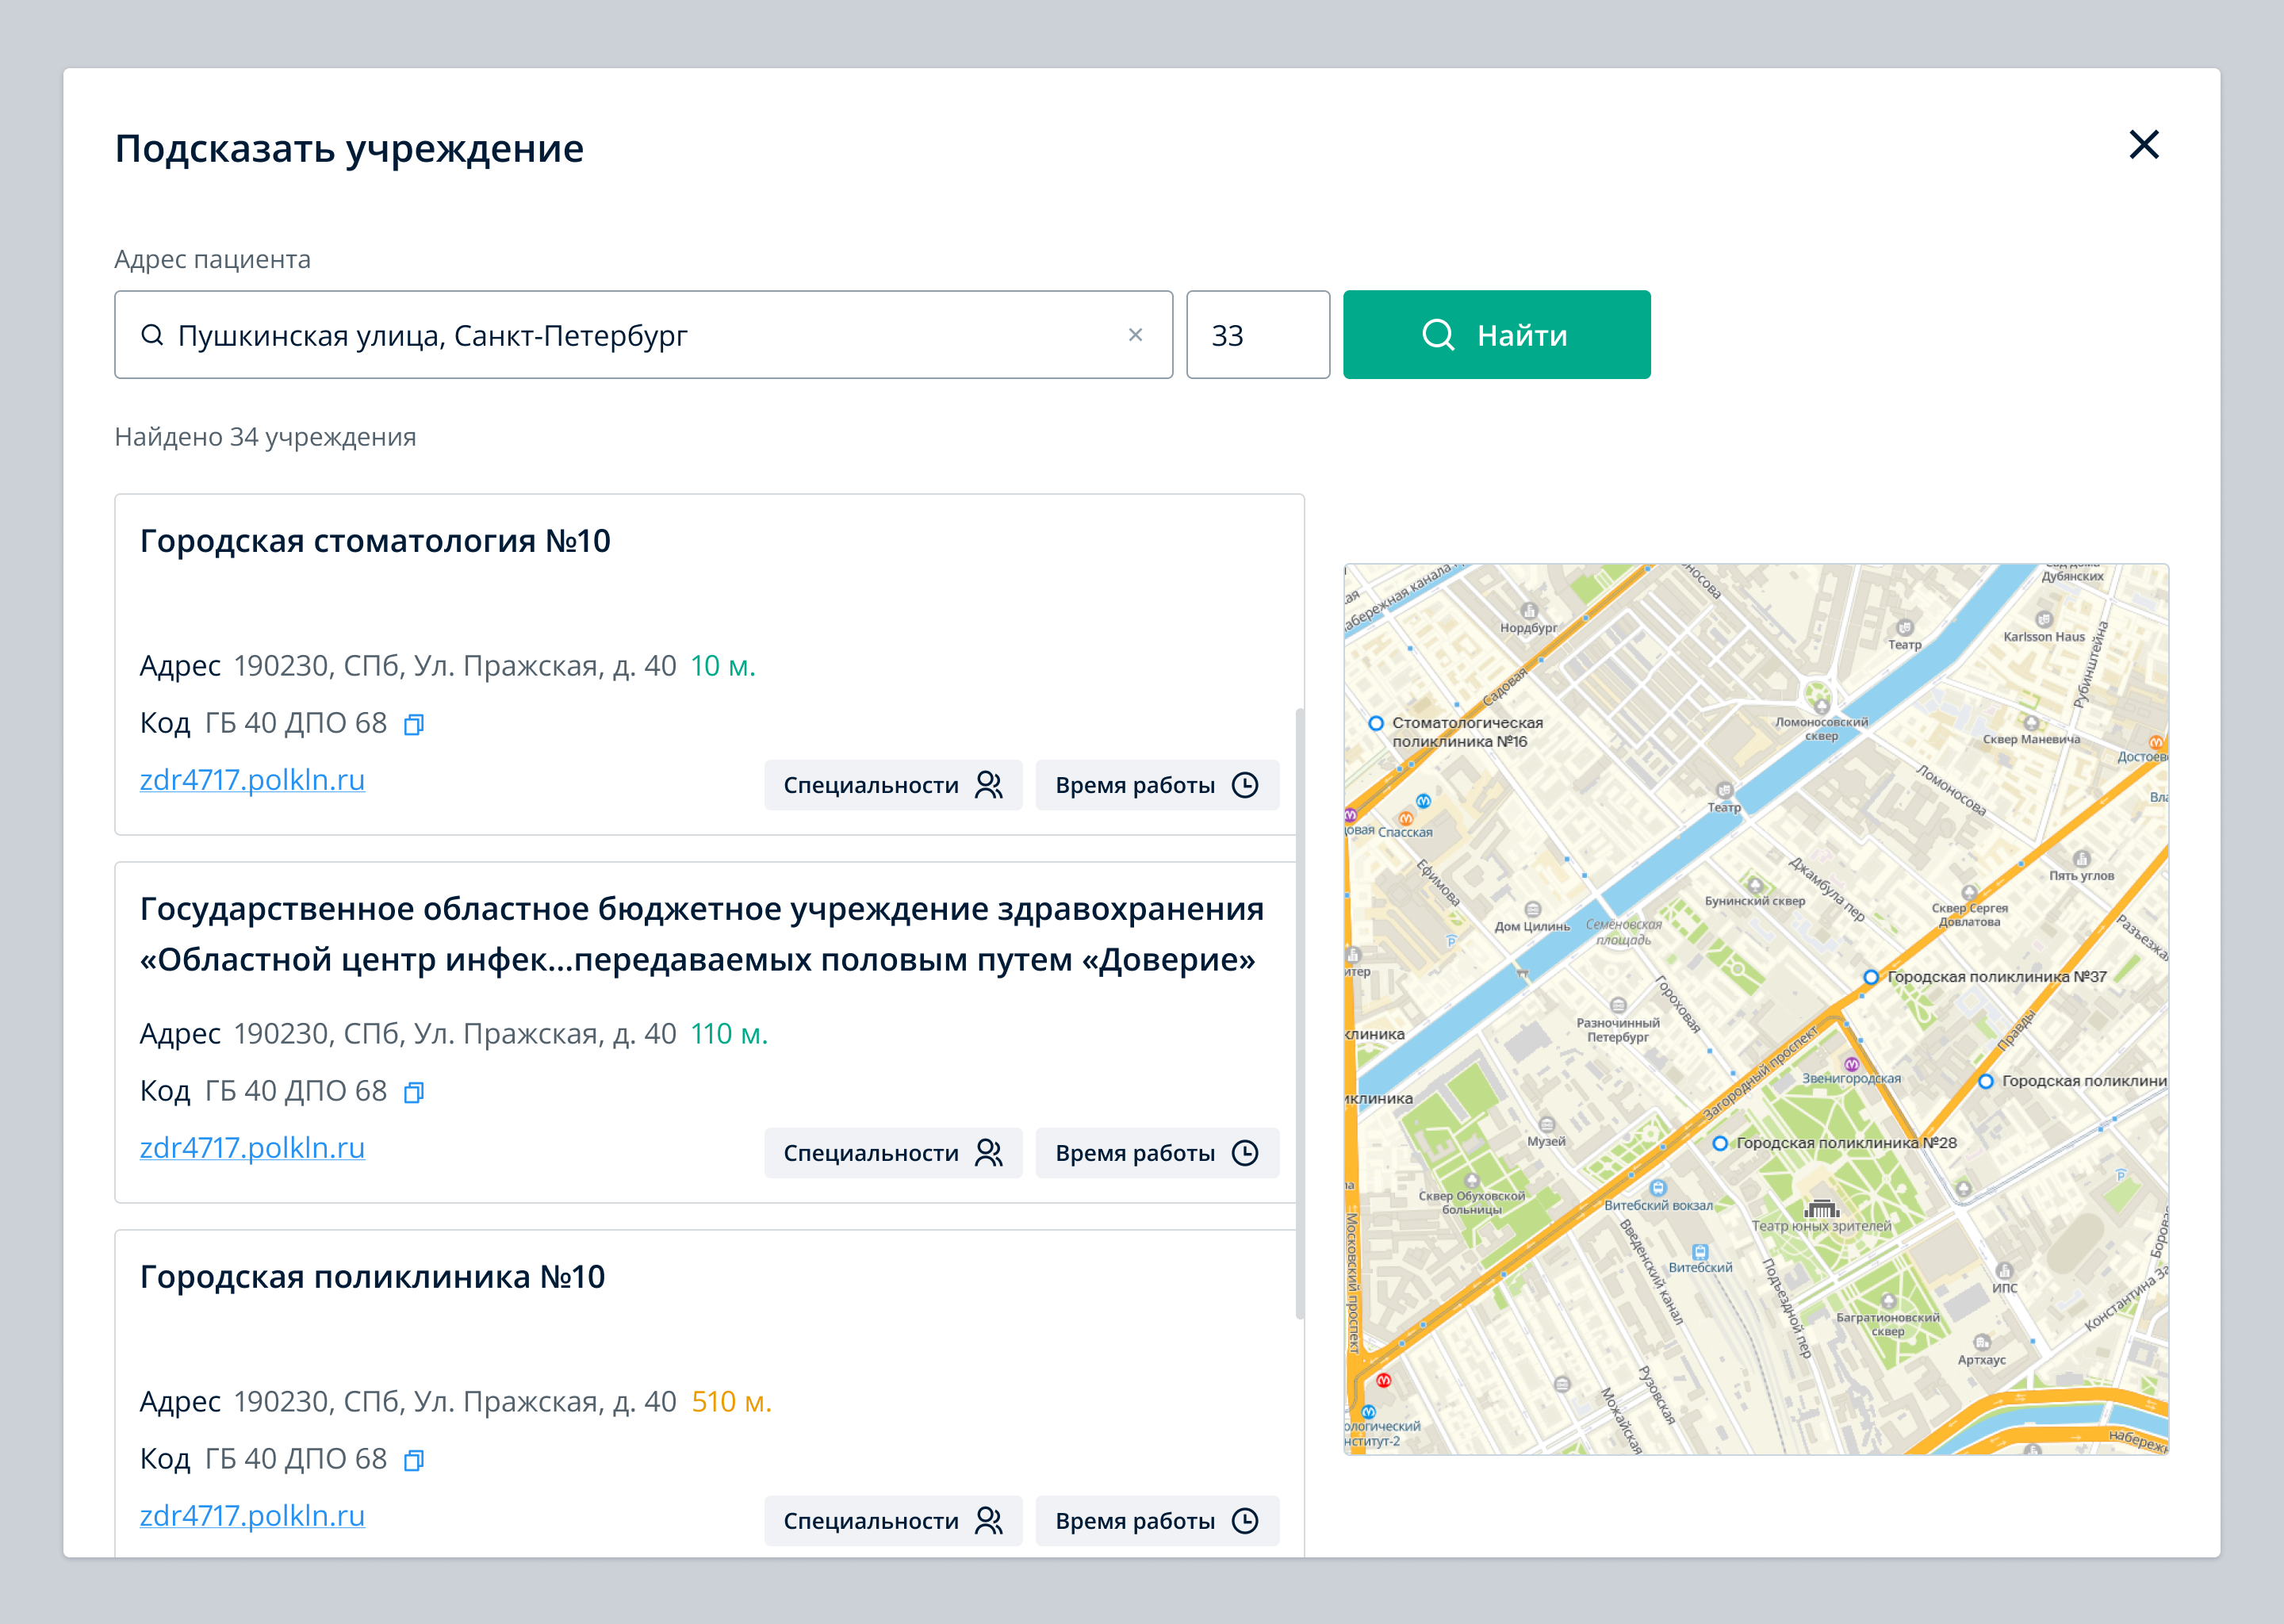 Подсказать учреждение
Адрес пациента
Пушкинская улица, Санкт-Петербург
33
Найти
Найдено 34 учреждения
Городская стоматология №10
Адрес 190230, СПб, Ул. Пражская, д. 40 10 м.
Код ГБ 40 ДПО 68
zdr4717.polkln.ru
Специальности
Время работы
Государственное областное бюджетное учреждение здравохранения
«Областной центр инфек...передаваемых половым путем «Доверие»
Адрес 190230, СПб, Ул. Пражская, д. 40 110 м.
Код ГБ 40 ДПО 68
zdr4717.polkln.ru
Специальности
Время работы
Городская поликлиника №10
Адрес 190230, СПб, Ул. Пражская, д. 40 510 м.
Код ГБ 40 ДПО 68
zdr4717.polkln.ru
Специальности
Время работы
Дубянских
Нордбург
Театр
Karlsson Haus
Рубинштейна
Садовая
Стоматологическая
поликлиника №16
Ломоносовский
сквер
Сквер Маневича
Достоев
Ломоносова
Вла
Театр
овая Спасская
Ефимова
Джамбула пер
Пять углов
Бунинский сквер
Сквер Сергея
Довлатова
Дом Цилинь
Семёновская
площадь
Разъезжа
итер
Городская поликлиника №37
Гороховая
Разночинный
Петербург
клиника
Правды
Загородный проспект
Звенигородская
Городская поликлини
иклиника
Музей
Городская поликлиника №28
Сквер Обуховской
больницы
Витебский вокзал
Театр юных зрителей
Боровая
Московский проспект
Введенский канал
Витебский
Подъездной пер
ИПС
Константина За
Багратионовский
сквер
Артхаус
Рузовская
Можайская
ологический
нститут-2
набереж